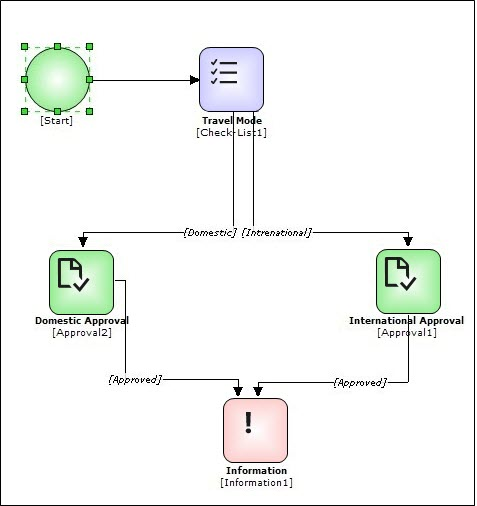 [Start]
Travel Mode
[Check-List1]
[Domestic] [Intrenational]
Domestic Approval
[Approval2]
International Approval
[Approval1]
[Approved]
[Approved]
!
Information
[Information1]